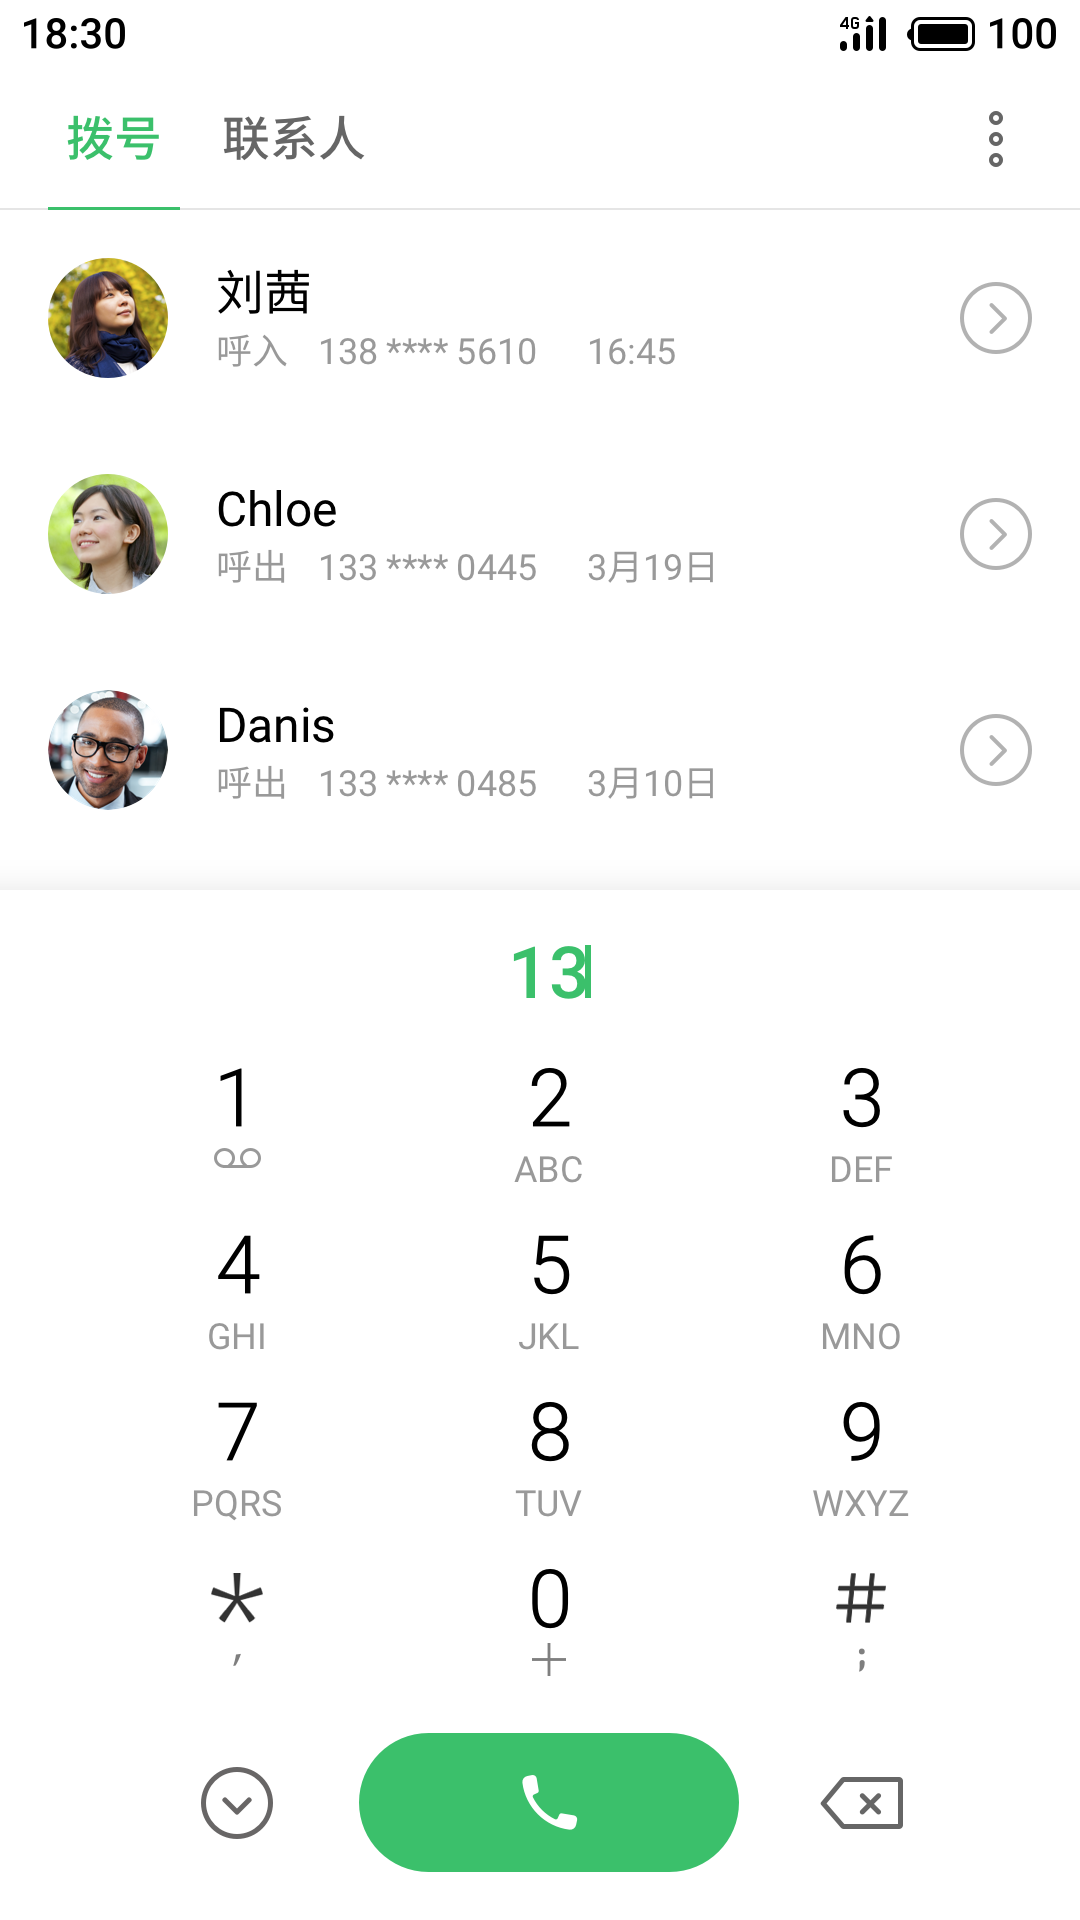 18:30 4G 100
拨号 联系人
刘茜
呼入 138 **** 5610 16:45
Chloe
呼出 133 **** 0445 3月19日
Danis
呼出 133 **** 0485 3月10日
13
1 2 3
ABC DEF
4 5 6
GHI JKL MNO
7 8 9
PQRS TUV WXYZ
* 0 #
, + ;